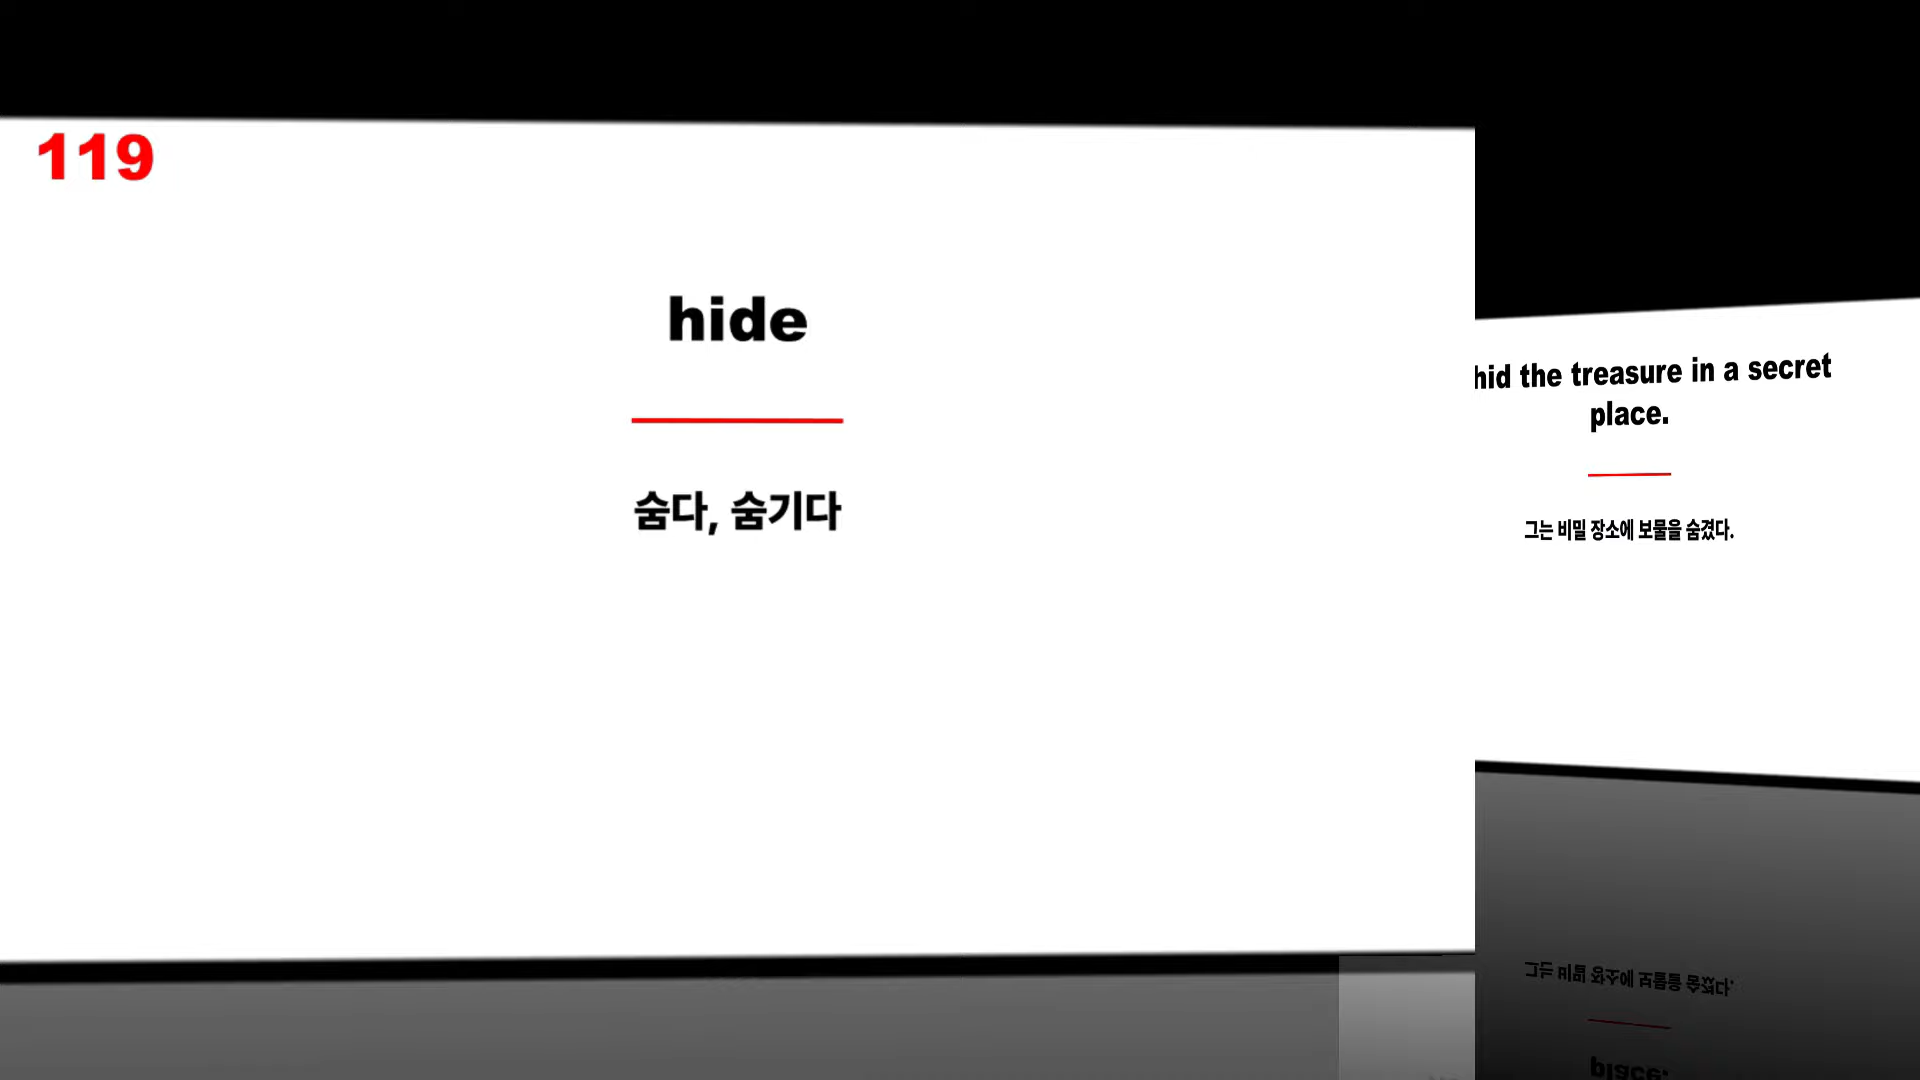 119
hide
숨다, 숨기다
hid the treasure in a secret
place.
그는 비밀 장소에 보물을 숨겼다.